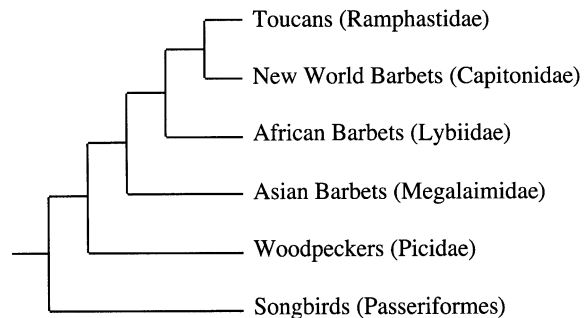 Toucans (Ramphastidae)
New World Barbets (Capitonidae)
African Barbets (Lybiidae)
Asian Barbets (Megalaimidae)
Woodpeckers (Picidae)
Songbirds (Passeriformes)